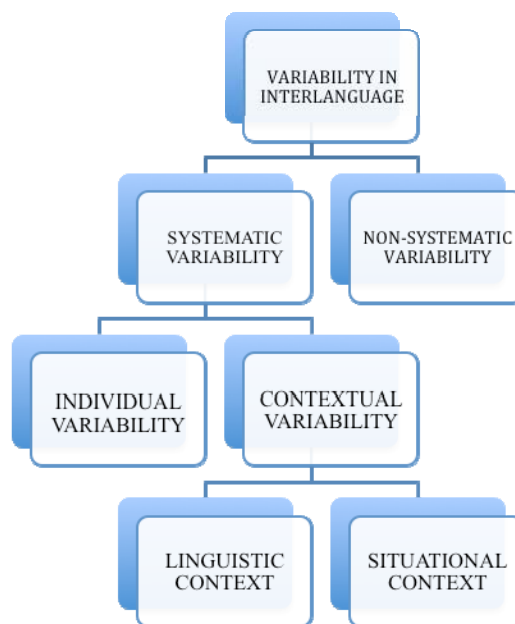 VARIABILITY IN
INTERLANGUAGE
SYSTEMATIC
VARIABILITY
NON-SYSTEMATIC
VARIABILITY
INDIVIDUAL
VARIABILITY
CONTEXTUAL
VARIABILITY
LINGUISTIC
CONTEXT
SITUATIONAL
CONTEXT